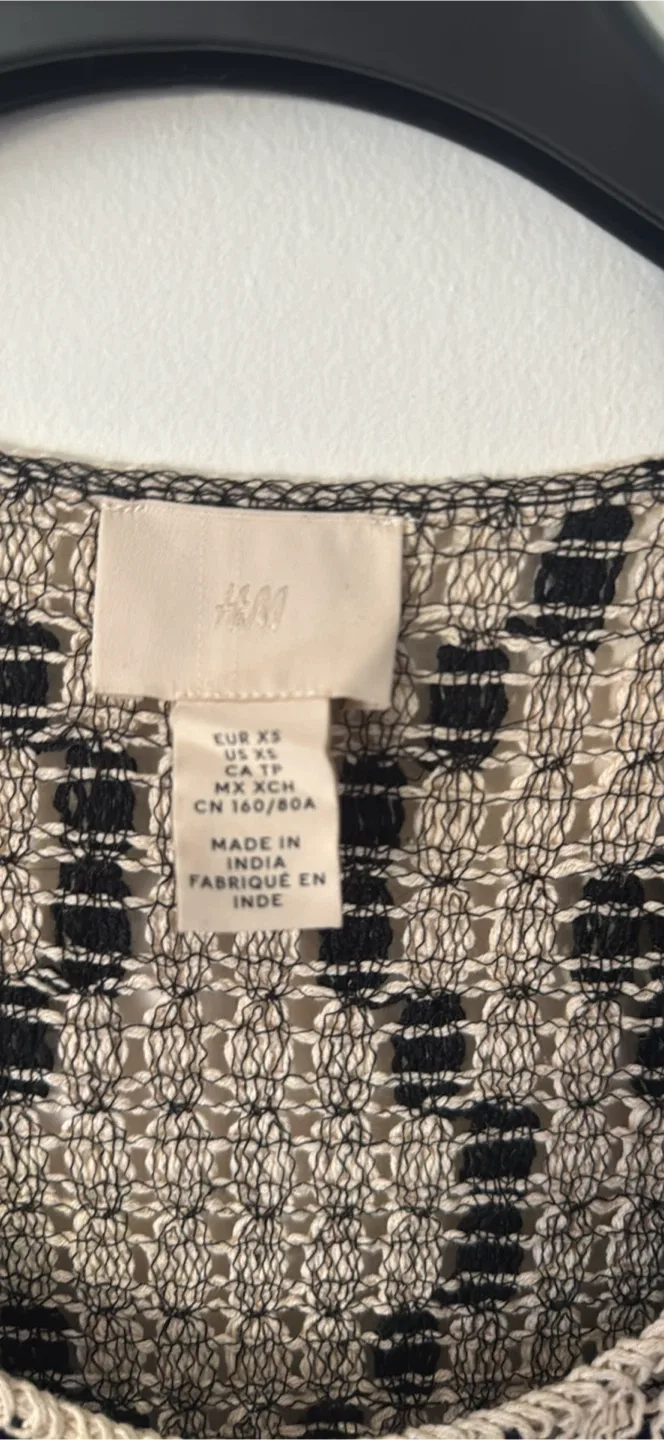 H&M
EUR XS
US XS
CA TP
MX XCH
CN 160/80A
MADE IN
INDIA
FABRIQUÉ EN
INDE